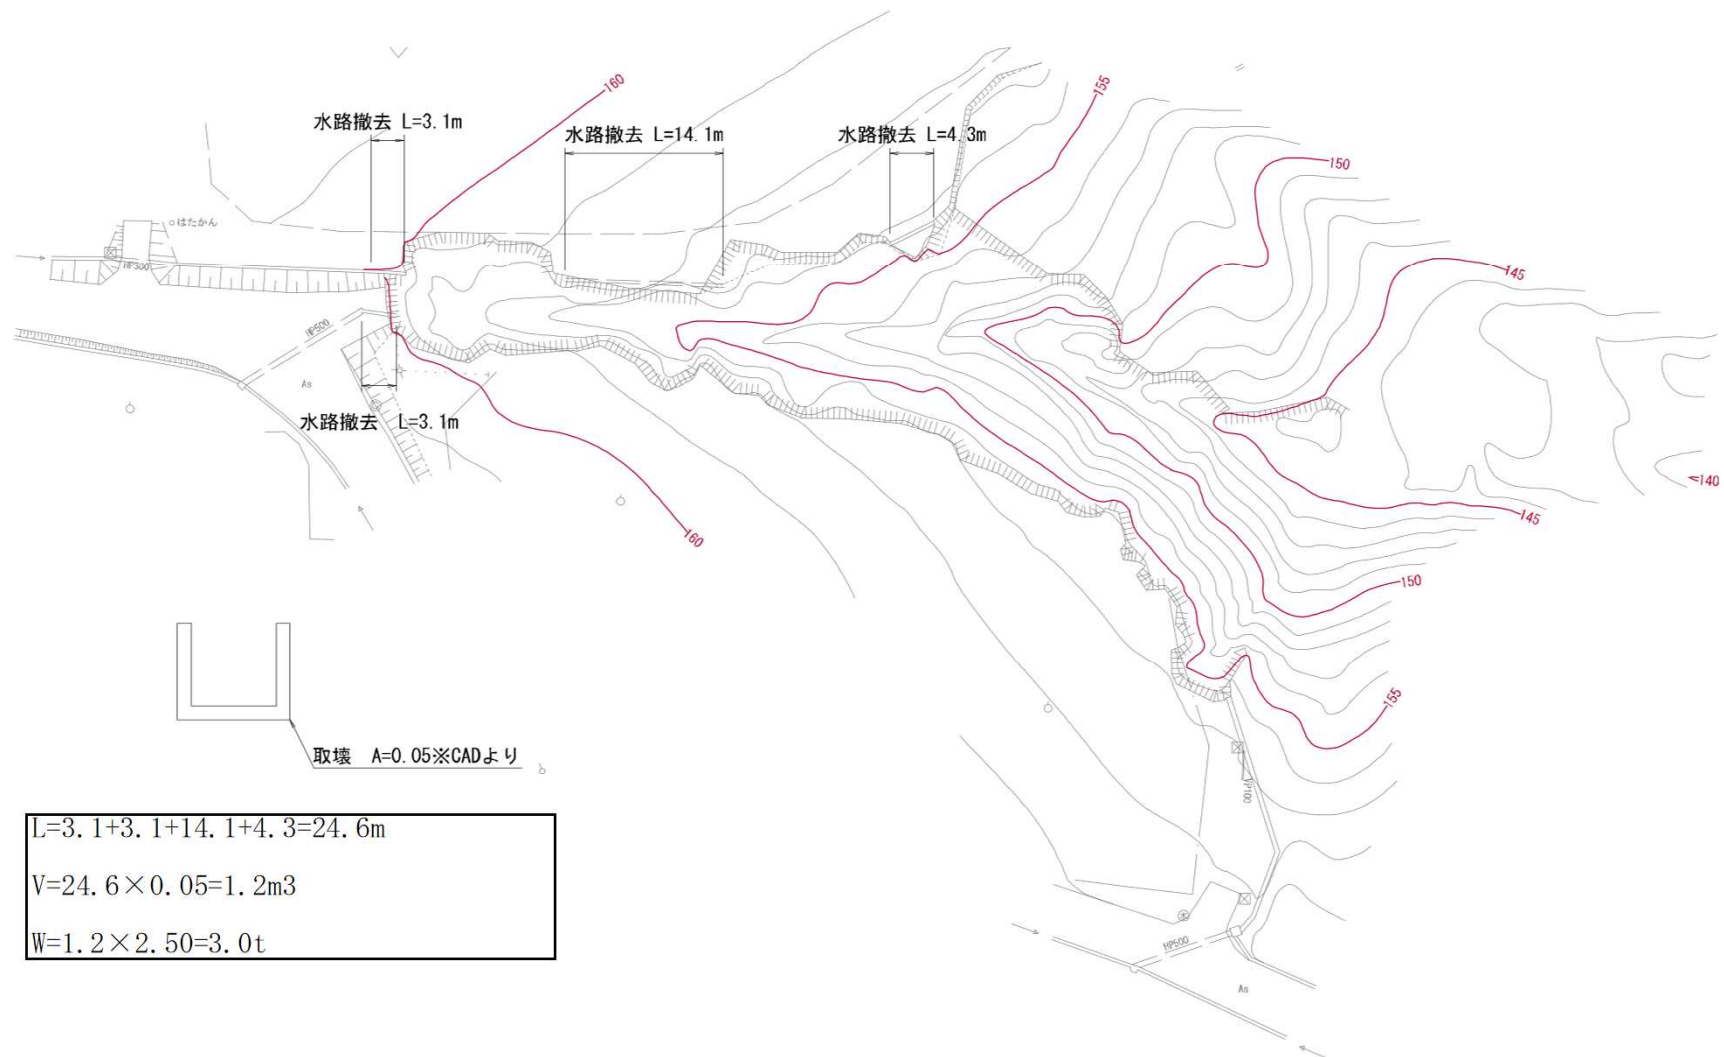 160
155
水路撤去 L=3.1m
水路撤去 L=14.1m
水路撤去 L=4.3m
150
はたかん
HP300
145
HP500
As
水路撤去 L=3.1m
140
145
160
150
155
取壊 A=0.05※CADより
VP100
L=3.1+3.1+14.1+4.3=24.6m
V=24.6×0.05=1.2m3
W=1.2×2.50=3.0t
HP500
As